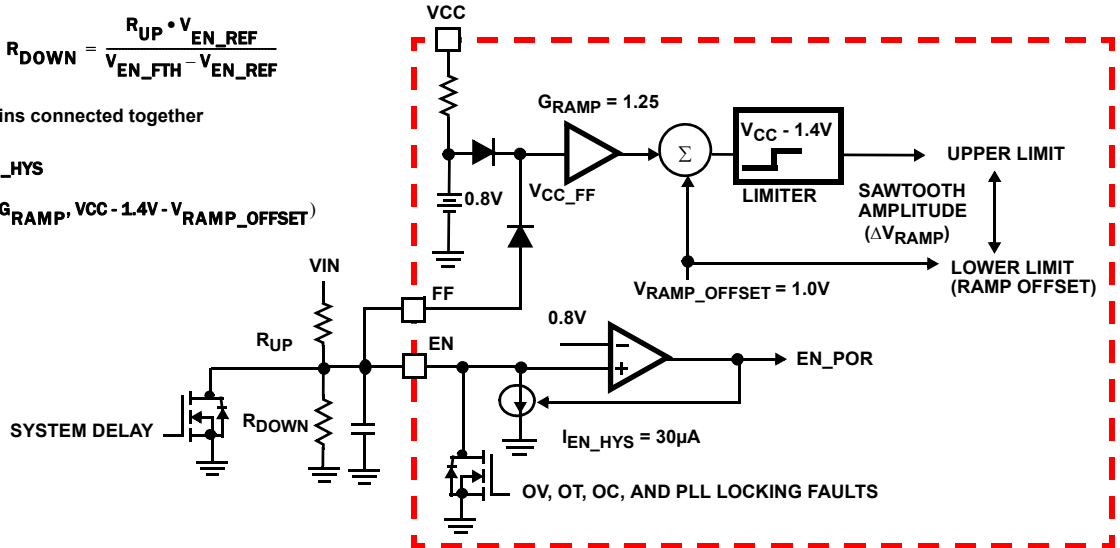 R_DOWN = R_UP • V_EN_REF / V_EN_FTH – V_EN_REF
ins connected together
_HYS
G_RAMP, VCC - 1.4V - V_RAMP_OFFSET)
VCC
G_RAMP = 1.25
Σ
V_CC - 1.4V
LIMITER
UPPER LIMIT
0.8V
V_CC_FF
SAWTOOTH
AMPLITUDE
(ΔV_RAMP)
LOWER LIMIT
(RAMP OFFSET)
V_RAMP_OFFSET = 1.0V
VIN
FF
0.8V
R_UP
EN
–
+
EN_POR
SYSTEM DELAY
R_DOWN
I_EN_HYS = 30µA
OV, OT, OC, AND PLL LOCKING FAULTS